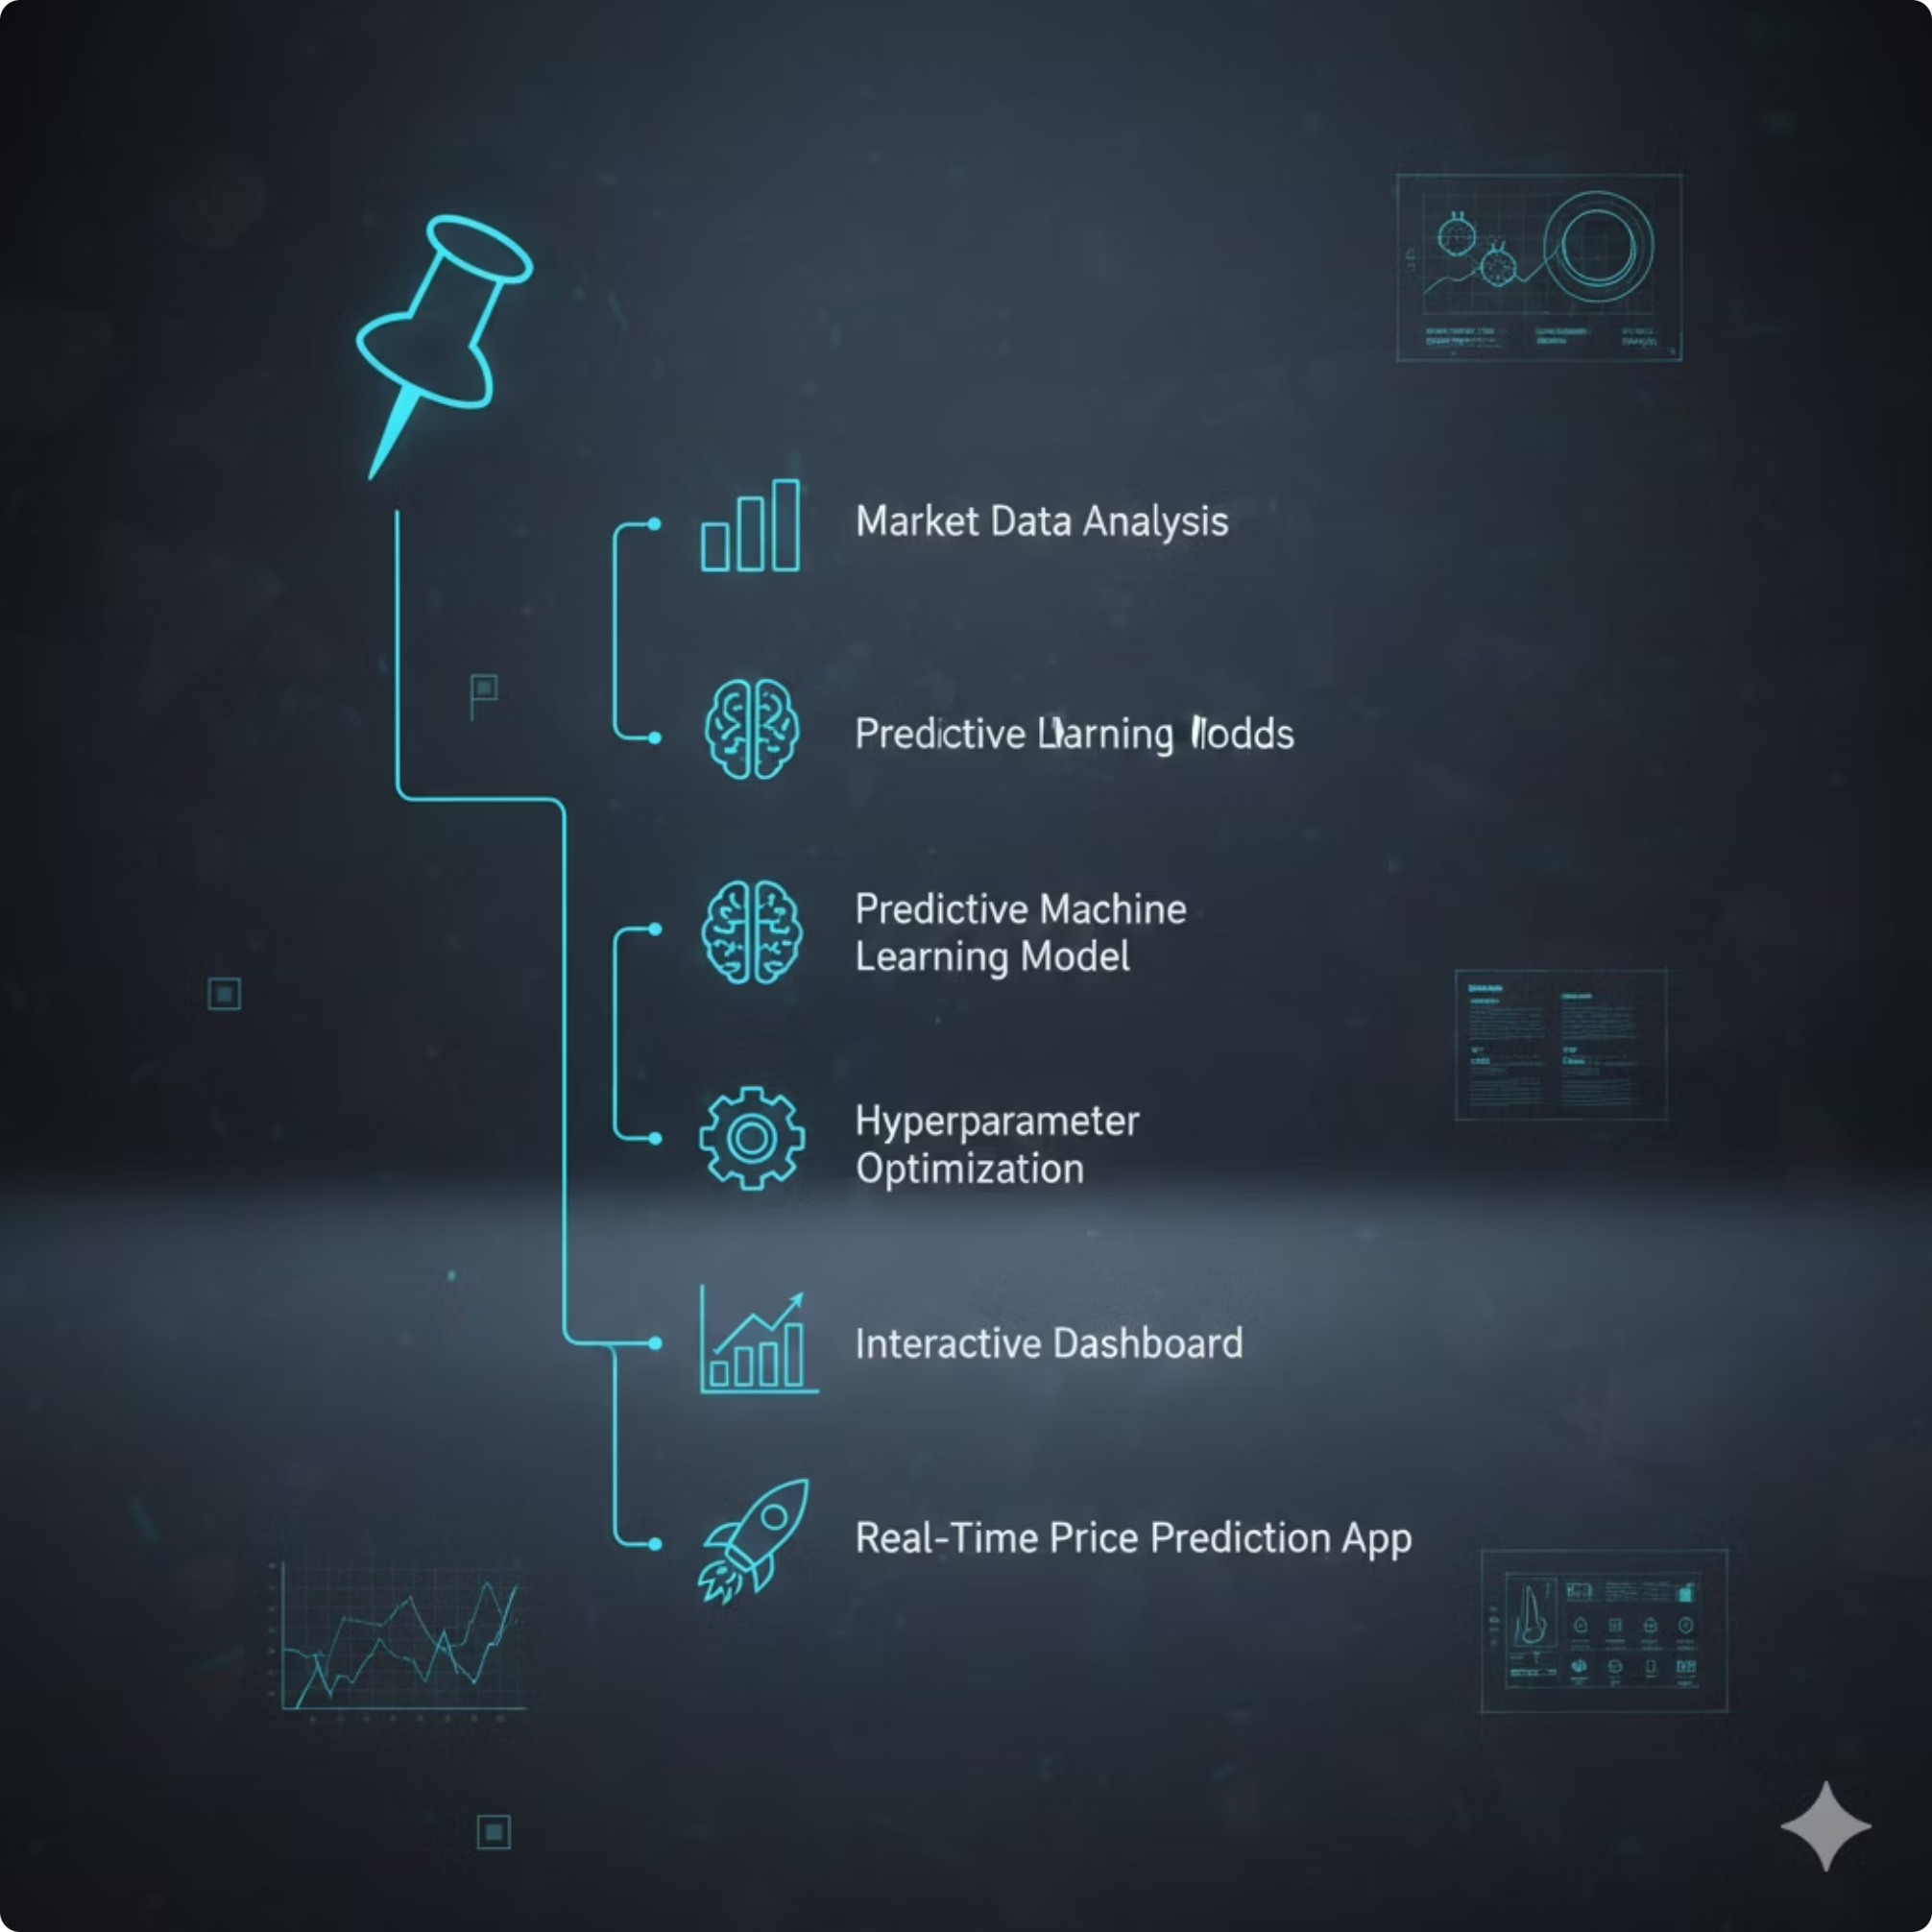 Market Data Analysis
Predictive
Predictive Machine
Learning Model
Hyperparameter
Optimization
Interactive Dashboard
Real-Time Price Prediction App